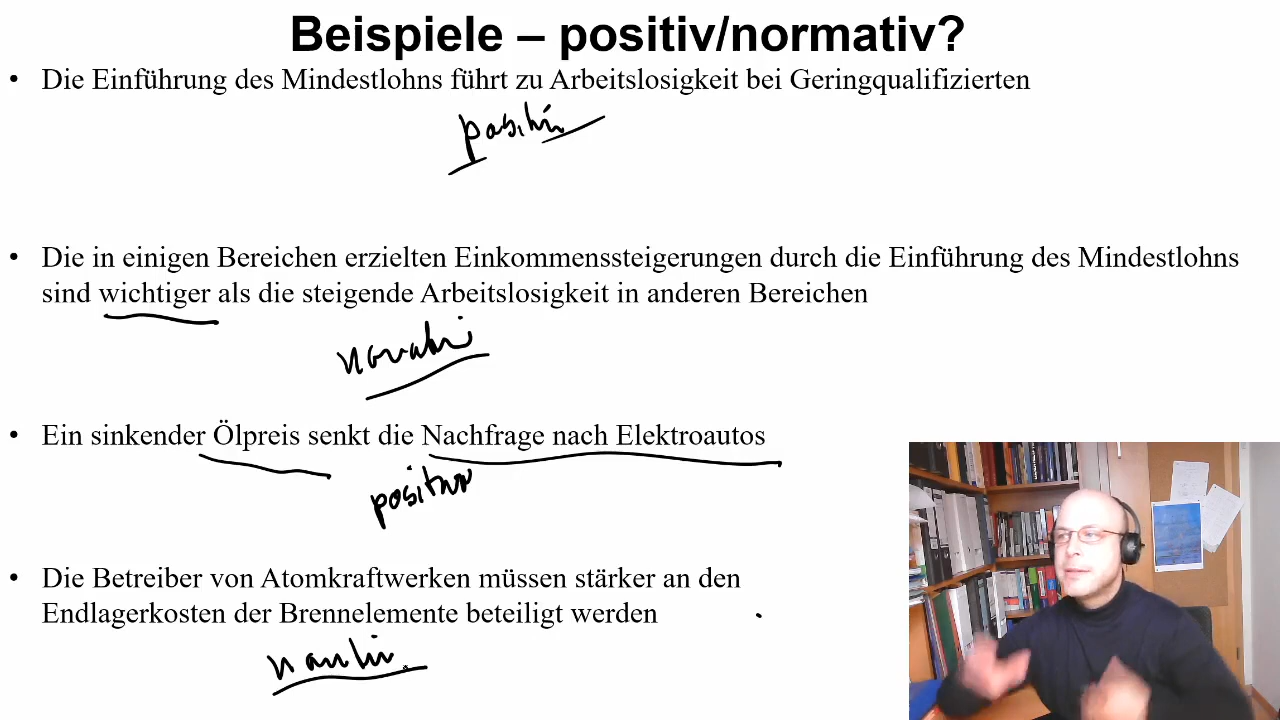 Beispiele – positiv/normativ?
• Die Einführung des Mindestlohns führt zu Arbeitslosigkeit bei Geringqualifizierten
positiv
• Die in einigen Bereichen erzielten Einkommenssteigerungen durch die Einführung des Mindestlohns
sind wichtiger als die steigende Arbeitslosigkeit in anderen Bereichen
normativ
• Ein sinkender Ölpreis senkt die Nachfrage nach Elektroautos
positiv
• Die Betreiber von Atomkraftwerken müssen stärker an den
Endlagerkosten der Brennelemente beteiligt werden
normativ